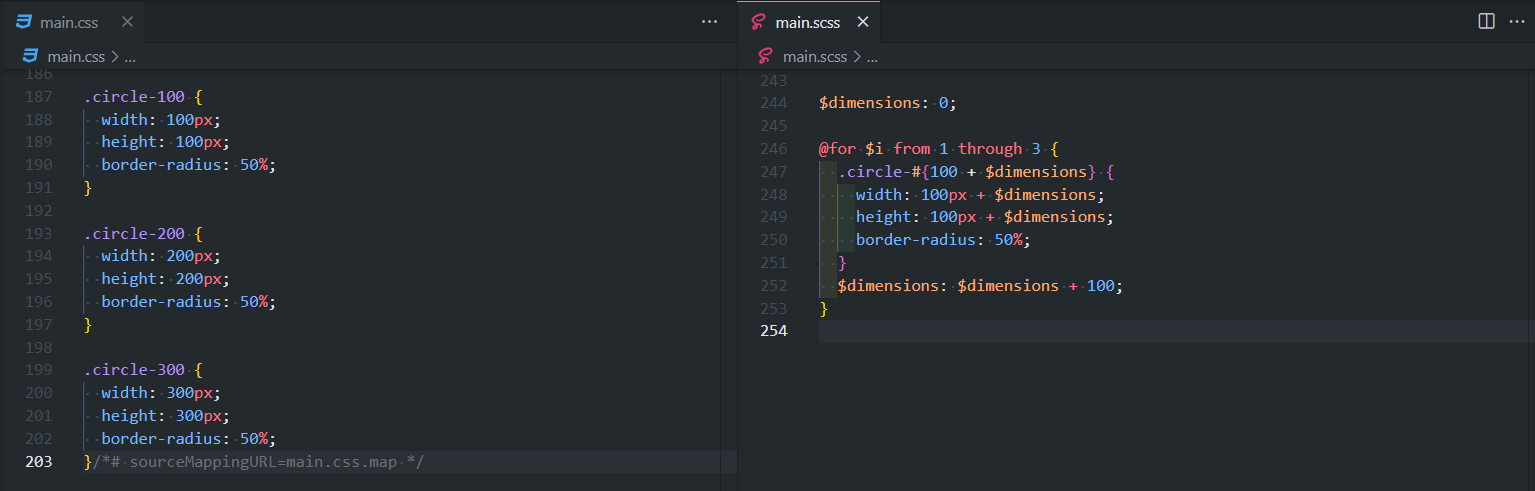 main.css
main.css > ...
186
187 .circle-100 {
188   width: 100px;
189   height: 100px;
190   border-radius: 50%;
191 }
192
193 .circle-200 {
194   width: 200px;
195   height: 200px;
196   border-radius: 50%;
197 }
198
199 .circle-300 {
200   width: 300px;
201   height: 300px;
202   border-radius: 50%;
203 }/*# sourceMappingURL=main.css.map */
main.scss
main.scss > ...
243
244 $dimensions: 0;
245
246 @for $i from 1 through 3 {
247   .circle-#{100 + $dimensions} {
248     width: 100px + $dimensions;
249     height: 100px + $dimensions;
250     border-radius: 50%;
251   }
252   $dimensions: $dimensions + 100;
253 }
254